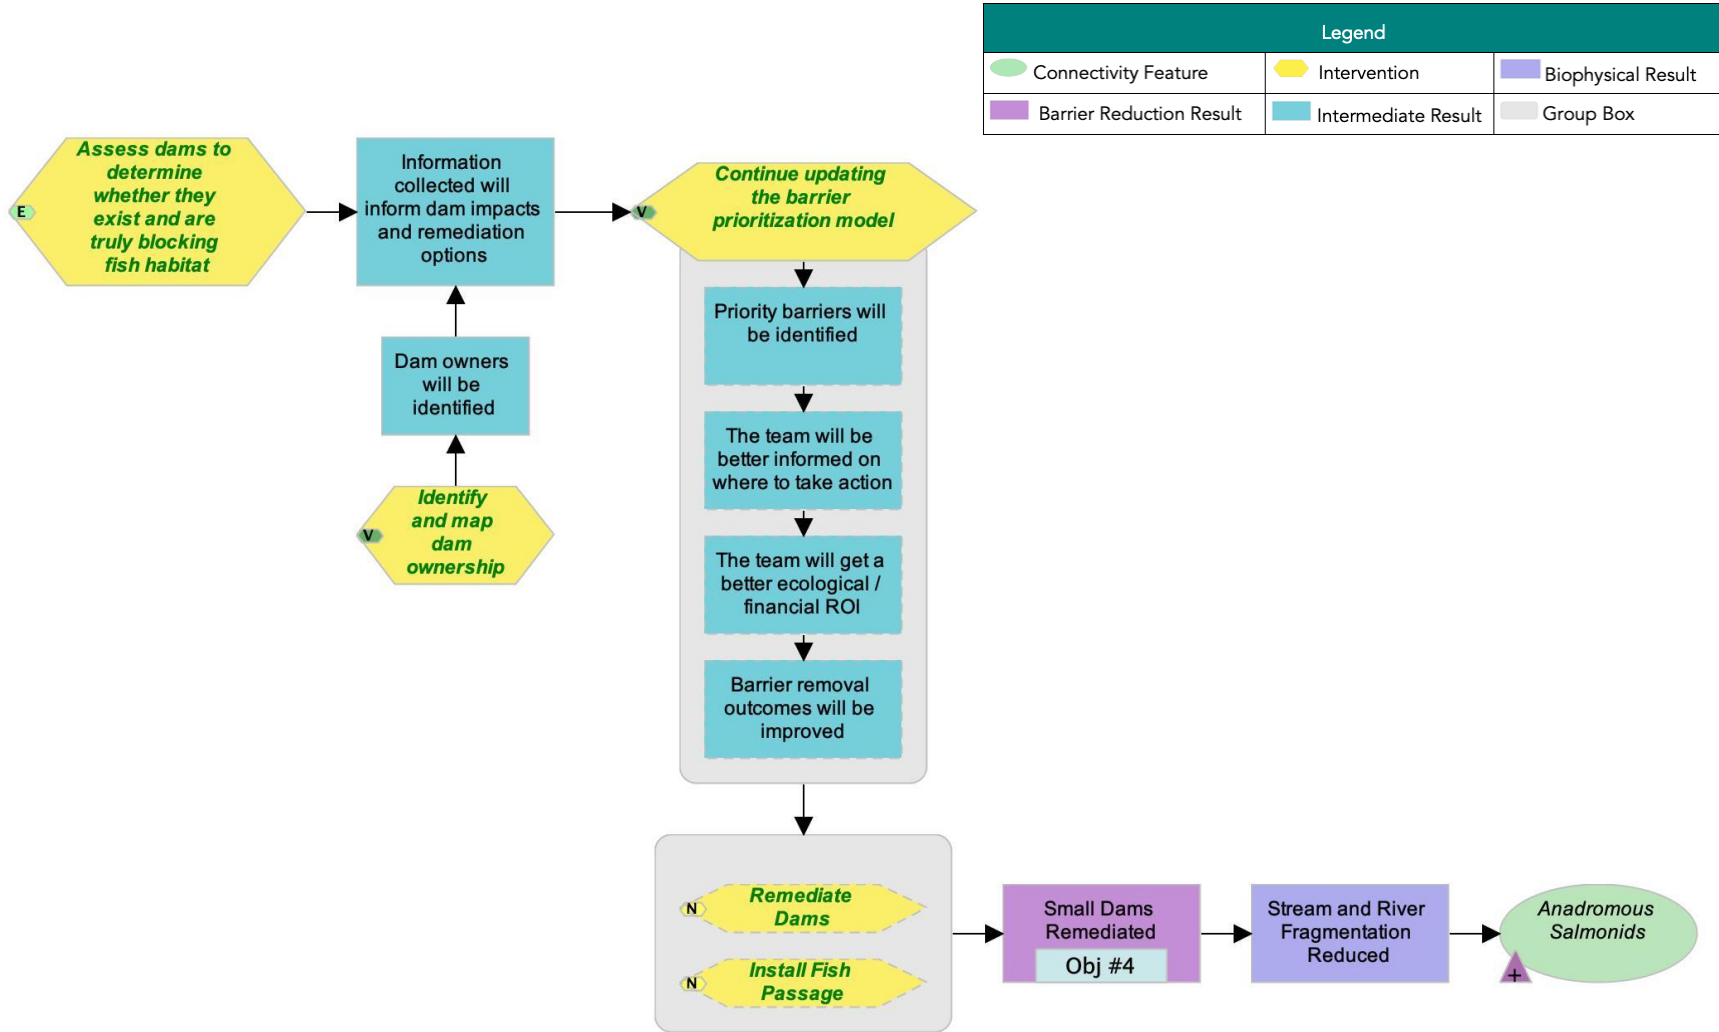 Legend
Connectivity Feature
Intervention
Biophysical Result
Barrier Reduction Result
Intermediate Result
Group Box
Assess dams to
determine
whether they
exist and are
truly blocking
fish habitat
E
Information
collected will
inform dam impacts
and remediation
options
Continue updating
the barrier
prioritization model
V
Dam owners
will be
identified
Identify
and map
dam
ownership
V
Priority barriers will
be identified
The team will be
better informed on
where to take action
The team will get a
better ecological /
financial ROI
Barrier removal
outcomes will be
improved
Remediate
Dams
N
Install Fish
Passage
N
Small Dams
Remediated
Obj #4
Stream and River
Fragmentation
Reduced
Anadromous
Salmonids
+